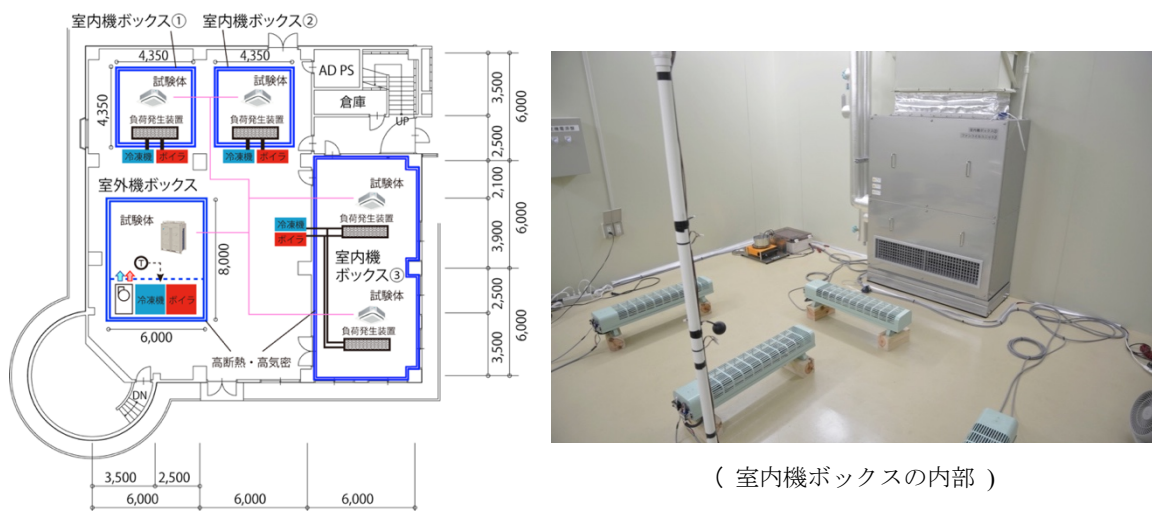 室内機ボックス①
室内機ボックス②
4,350
4,350
4,350
試験体
試験体
負荷発生装置
負荷発生装置
冷凍機
ボイラ
冷凍機
ボイラ
AD PS
倉庫
UP
3,500
6,000
2,500
2,100
6,000
3,900
2,500
6,000
3,500
室外機ボックス
試験体
T
冷凍機
ボイラ
8,000
6,000
試験体
負荷発生装置
冷凍機
ボイラ
室内機
ボックス③
試験体
負荷発生装置
高断熱・高気密
DN
3,500
2,500
6,000
6,000
6,000
( 室内機ボックスの内部 )